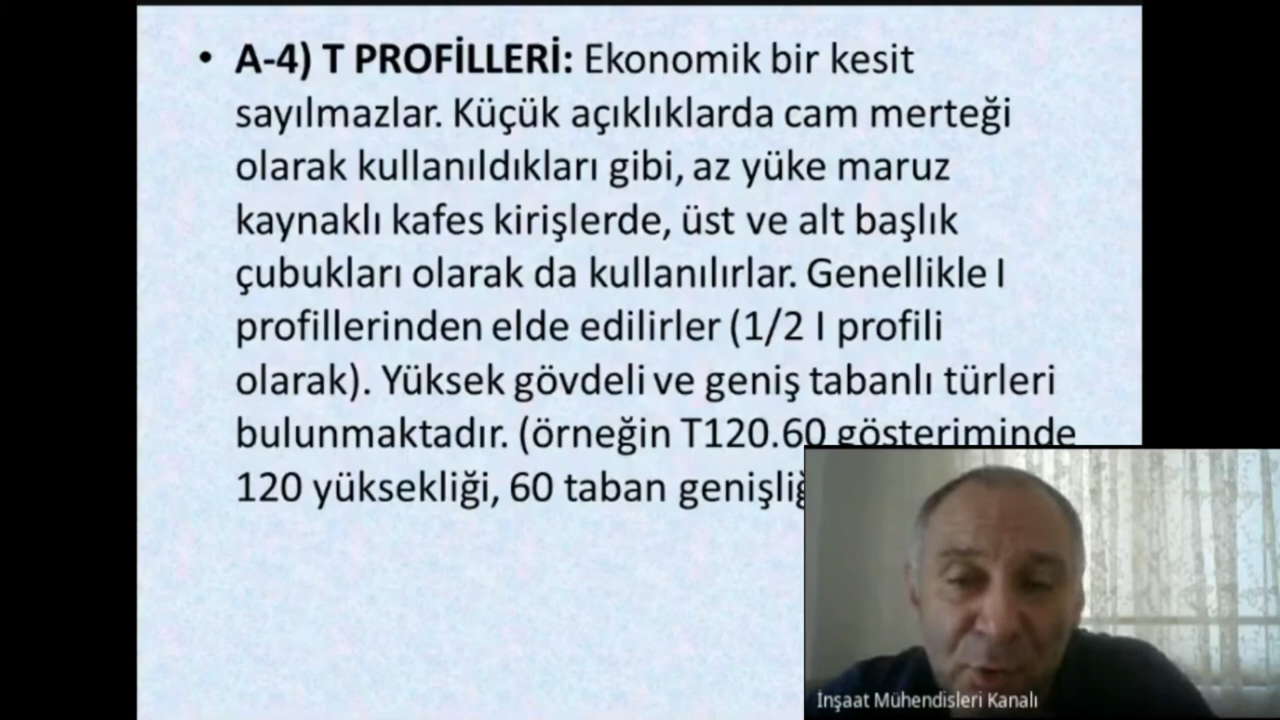 • A-4) T PROFİLLERİ: Ekonomik bir kesit
sayılmazlar. Küçük açıklıklarda cam merteği
olarak kullanıldıkları gibi, az yüke maruz
kaynaklı kafes kirişlerde, üst ve alt başlık
çubukları olarak da kullanılırlar. Genellikle I
profillerinden elde edilirler (1/2 I profili
olarak). Yüksek gövdeli ve geniş tabanlı türleri
bulunmaktadır. (örneğin T120.60 gösteriminde
120 yüksekliği, 60 taban
İnşaat Mühendisleri Kanalı